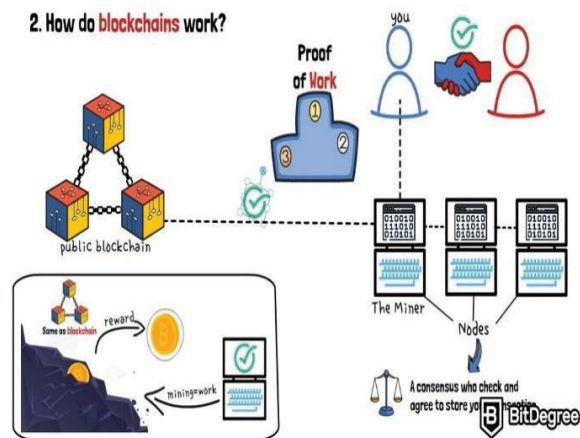 2. How do blockchains work?
you
Proof
of Work
1
2
3
public blockchain
010010
111010
010101
010010
111010
010101
010010
111010
010101
The Miner
Nodes
Same as blockchain
reward
mining=work
A consensus who check and
agree to store
BitDegree